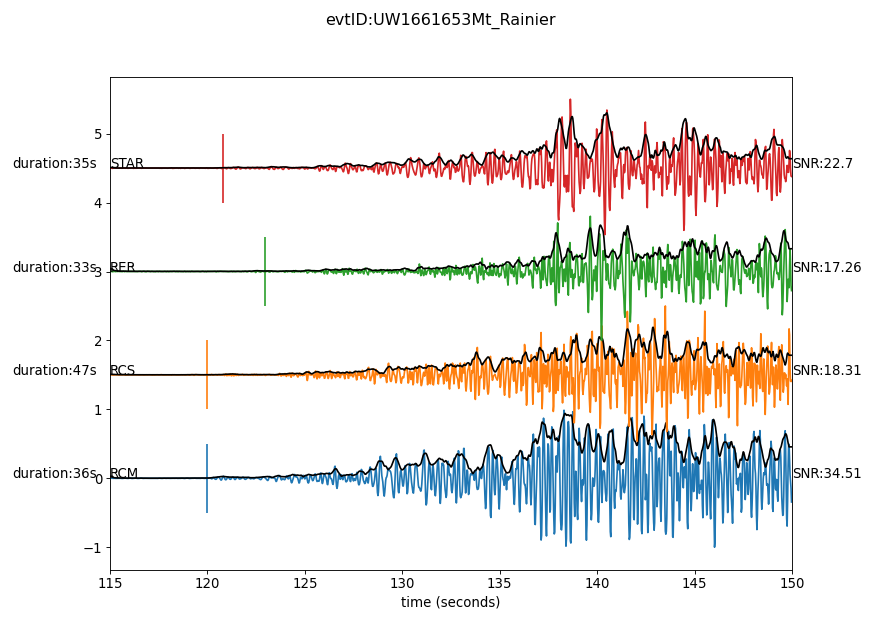 evtID:UW1661653Mt_Rainier
5
duration:35s STAR SNR:22.7
4
duration:33s 3 RER SNR:17.26
2
duration:47s RCS SNR:18.31
1
duration:36s 0 RCM SNR:34.51
−1
115 120 125 130 135 140 145 150
time (seconds)